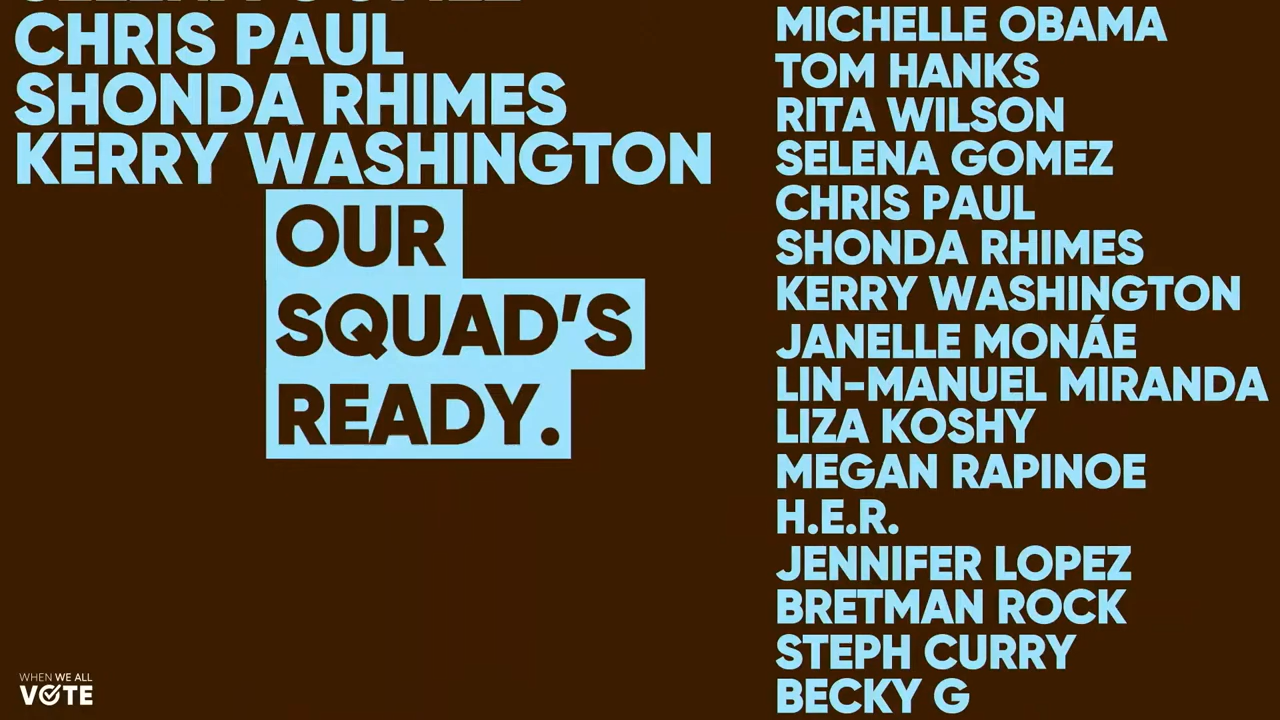 CHRIS PAUL
SHONDA RHIMES
KERRY WASHINGTON
OUR
SQUAD'S
READY.
MICHELLE OBAMA
TOM HANKS
RITA WILSON
SELENA GOMEZ
CHRIS PAUL
SHONDA RHIMES
KERRY WASHINGTON
JANELLE MONÁE
LIN-MANUEL MIRANDA
LIZA KOSHY
MEGAN RAPINOE
H.E.R.
JENNIFER LOPEZ
BRETMAN ROCK
STEPH CURRY
BECKY G
WHEN WE ALL
VOTE